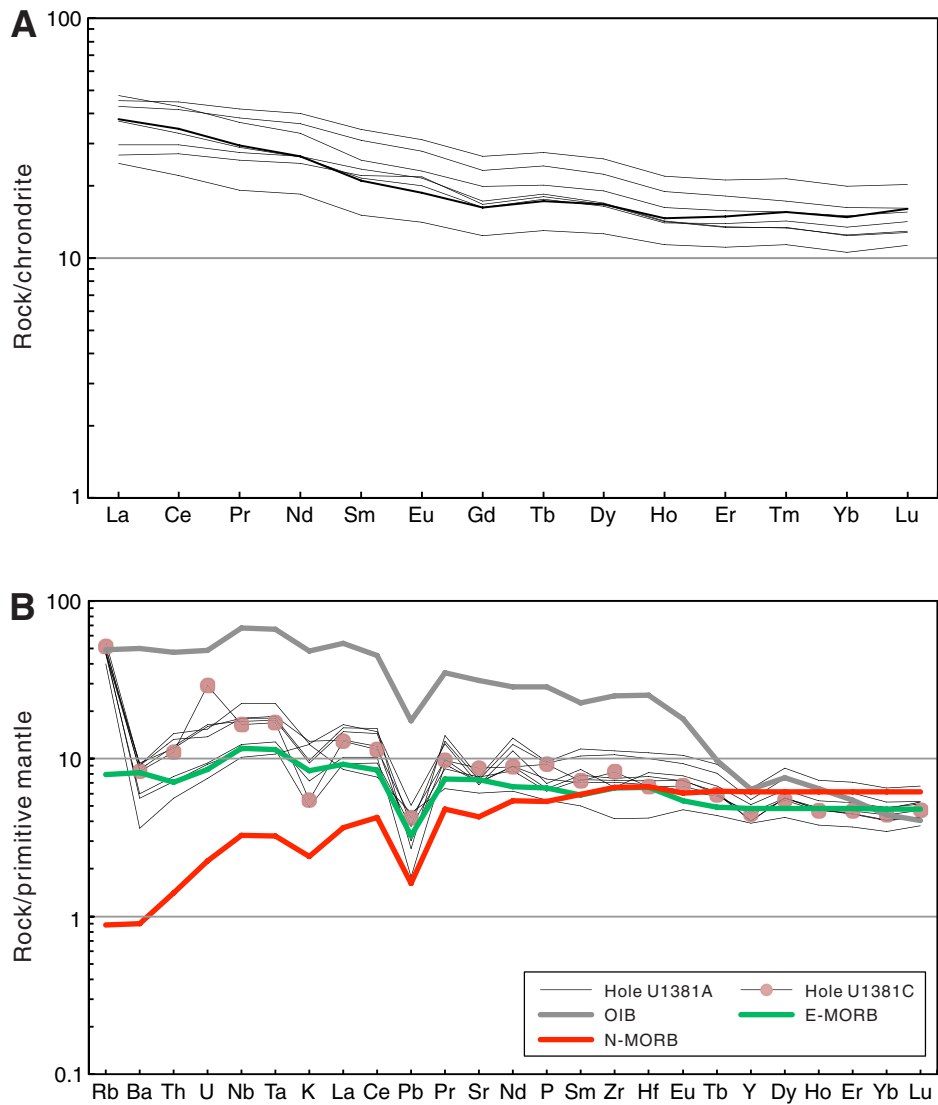 A
100
10
1
Rock/chrondrite
La Ce Pr Nd Sm Eu Gd Tb Dy Ho Er Tm Yb Lu
B
100
10
1
0.1
Rock/primitive mantle
Hole U1381A
Hole U1381C
OIB
E-MORB
N-MORB
Rb Ba Th U Nb Ta K La Ce Pb Pr Sr Nd P Sm Zr Hf Eu Tb Y Dy Ho Er Yb Lu